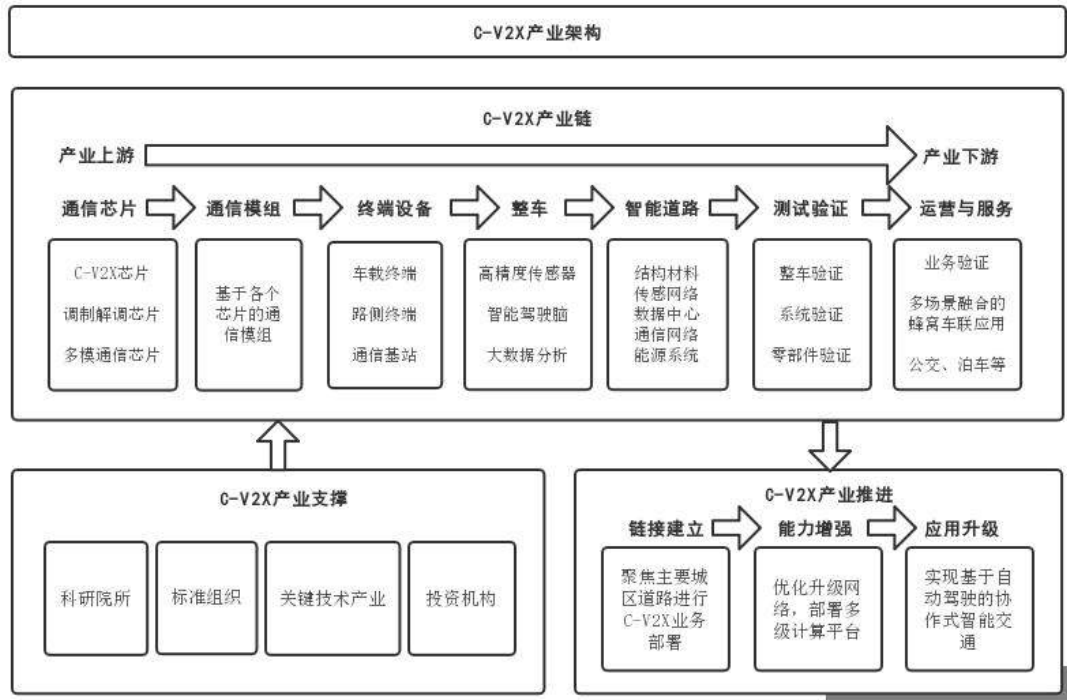 C-V2X产业架构
C-V2X产业链
产业上游
产业下游
通信芯片
通信模组
终端设备
整车
智能道路
测试验证
运营与服务
C-V2X芯片
调制解调芯片
多模通信芯片
基于各个
芯片的通
信模组
车载终端
路侧终端
通信基站
高精度传感器
智能驾驶脑
大数据分析
结构材料
传感网络
数据中心
通信网络
能源系统
整车验证
系统验证
零部件验证
业务验证
多场景融合的
蜂窝车联应用
公交、泊车等
C-V2X产业支撑
科研院所
标准组织
关键技术产业
投资机构
C-V2X产业推进
链接建立
能力增强
应用升级
聚焦主要城
区道路进行
C-V2X业务
部署
优化升级网
络，部署多
级计算平台
实现基于自
动驾驶的协
作式智能交
通